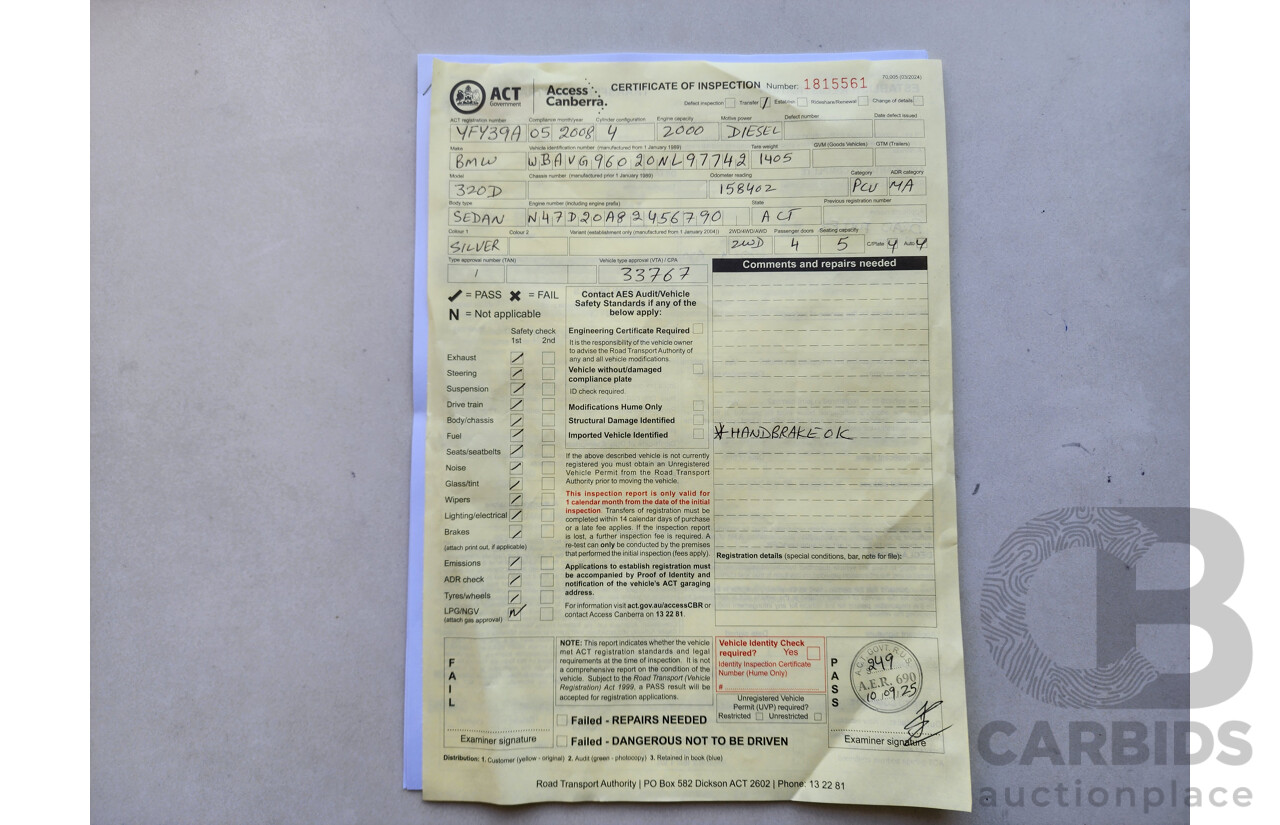 70,005 (03/2024)
ACT Government Access Canberra. CERTIFICATE OF INSPECTION Number: 1815561
Defect inspection Transfer / Establish Rideshare/Renewal Change of details
ACT registration number Compliance month/year Cylinder configuration Engine capacity Motive power Defect number Date defect issued
YFY39A 05 2008 4 2000 DIESEL
Make Vehicle identification number (manufactured from 1 January 1989) Tare weight GVM (Goods Vehicles) GTM (Trailers)
BMW WBAVG96020NL97742 1405
Model Chassis number (manufactured prior 1 January 1989) Odometer reading Category ADR category
320D 158402 PCV MA
Body type Engine number (including engine prefix) State Previous registration number
SEDAN N47D20A82456790 ACT
Colour 1 Colour 2 Variant (establishment only (manufactured from 1 January 2004)) 2WD/4WD/AWD Passenger doors Seating capacity
SILVER 2WD 4 5 C/Plate Y Auto Y
Type approval number (TAN) Vehicle type approval (VTA) / CPA
/ 33767
Comments and repairs needed
✓ = PASS ✖ = FAIL
N = Not applicable
Safety check
1st 2nd
Exhaust /
Steering /
Suspension /
Drive train /
Body/chassis /
Fuel /
Seats/seatbelts /
Noise /
Glass/tint /
Wipers /
Lighting/electrical /
Brakes /
(attach print out, if applicable)
Emissions /
ADR check /
Tyres/wheels /
LPG/NGV N
(attach gas approval)
Contact AES Audit/Vehicle
Safety Standards if any of the
below apply:
Engineering Certificate Required
It is the responsibility of the vehicle owner
to advise the Road Transport Authority of
any and all vehicle modifications.
Vehicle without/damaged
compliance plate
ID check required.
Modifications Hume Only
Structural Damage Identified
Imported Vehicle Identified
If the above described vehicle is not currently
registered you must obtain an Unregistered
Vehicle Permit from the Road Transport
Authority prior to moving the vehicle.
This inspection report is only valid for
1 calendar month from the date of the initial
inspection. Transfers of registration must be
completed within 14 calendar days of purchase
or a late fee applies. If the inspection report
is lost, a further inspection fee is required. A
re-test can only be conducted by the premises
that performed the initial inspection (fees apply).
Applications to establish registration must
be accompanied by Proof of Identity and
notification of the vehicle's ACT garaging
address.
For information visit act.gov.au/accessCBR or
contact Access Canberra on 13 22 81.
*HANDBRAKE OK
Registration details (special conditions, bar, note for file):
FAIL
Examiner signature
NOTE: This report indicates whether the vehicle
met ACT registration standards and legal
requirements at the time of inspection. It is not
a comprehensive report on the condition of the
vehicle. Subject to the Road Transport (Vehicle
Registration) Act 1999, a PASS result will be
accepted for registration applications.
Failed - REPAIRS NEEDED
Failed - DANGEROUS NOT TO BE DRIVEN
Vehicle Identity Check
required? Yes
Identity Inspection Certificate
Number (Hume Only)
#
Unregistered Vehicle
Permit (UVP) required?
Restricted Unrestricted
PASS
ACT GOVT R.U.S.
249
A.E.R. 690
10.09.25
Examiner signature
Distribution: 1. Customer (yellow - original) 2. Audit (green - photocopy) 3. Retained in book (blue)
Road Transport Authority | PO Box 582 Dickson ACT 2602 | Phone: 13 22 81
CB
CARBIDS
auctionplace